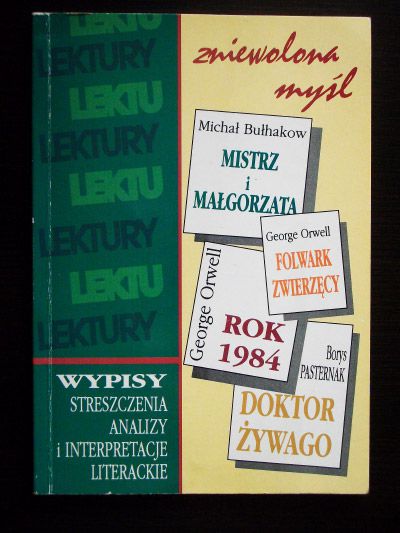 LEKTU
LEKTURY
LEKTU
LEKTURY
LEKTU
LEKTURY
LEKTU
LEKTURY
zniewolona
myśl
Michał Bułhakow
MISTRZ
i
MAŁGORZATA
George Orwell
FOLWARK
ZWIERZĘCY
George Orwell
ROK
1984
Borys
PASTERNAK
DOKTOR
ŻYWAGO
WYPISY
STRESZCZENIA
ANALIZY
i INTERPRETACJE
LITERACKIE